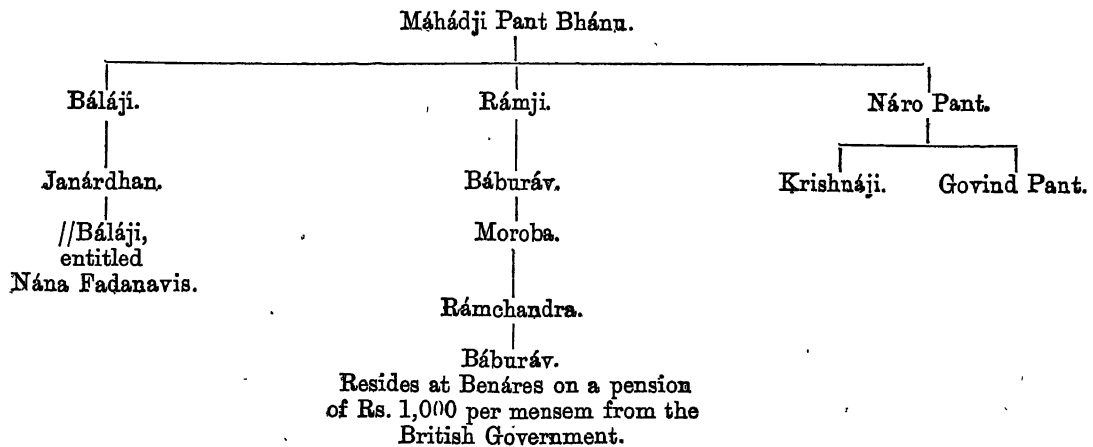 Máhádji Pant Bhánu.
Báláji.
Rámji.
Náro Pant.
Janárdhan.
Báburáv.
Krishnáji.
Govind Pant.
//Báláji,
entitled
Nána Fadanavis.
Moroba.
Rámchandra.
Báburáv.
Resides at Benáres on a pension
of Rs. 1,000 per mensem from the
British Government.